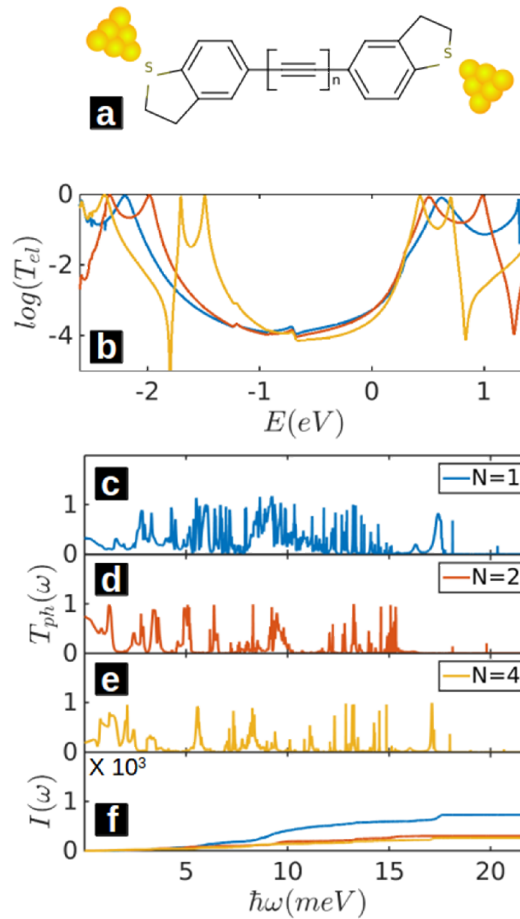 S
S
n
a
0
-2
-4
log(T_el)
b
-2 -1 0 1
E(eV)
c
N=1
1
0
d
N=2
1
0
T_ph(ω)
e
N=4
1
0
X 10³
I(ω)
1
0
f
5 10 15 20
ħω(meV)